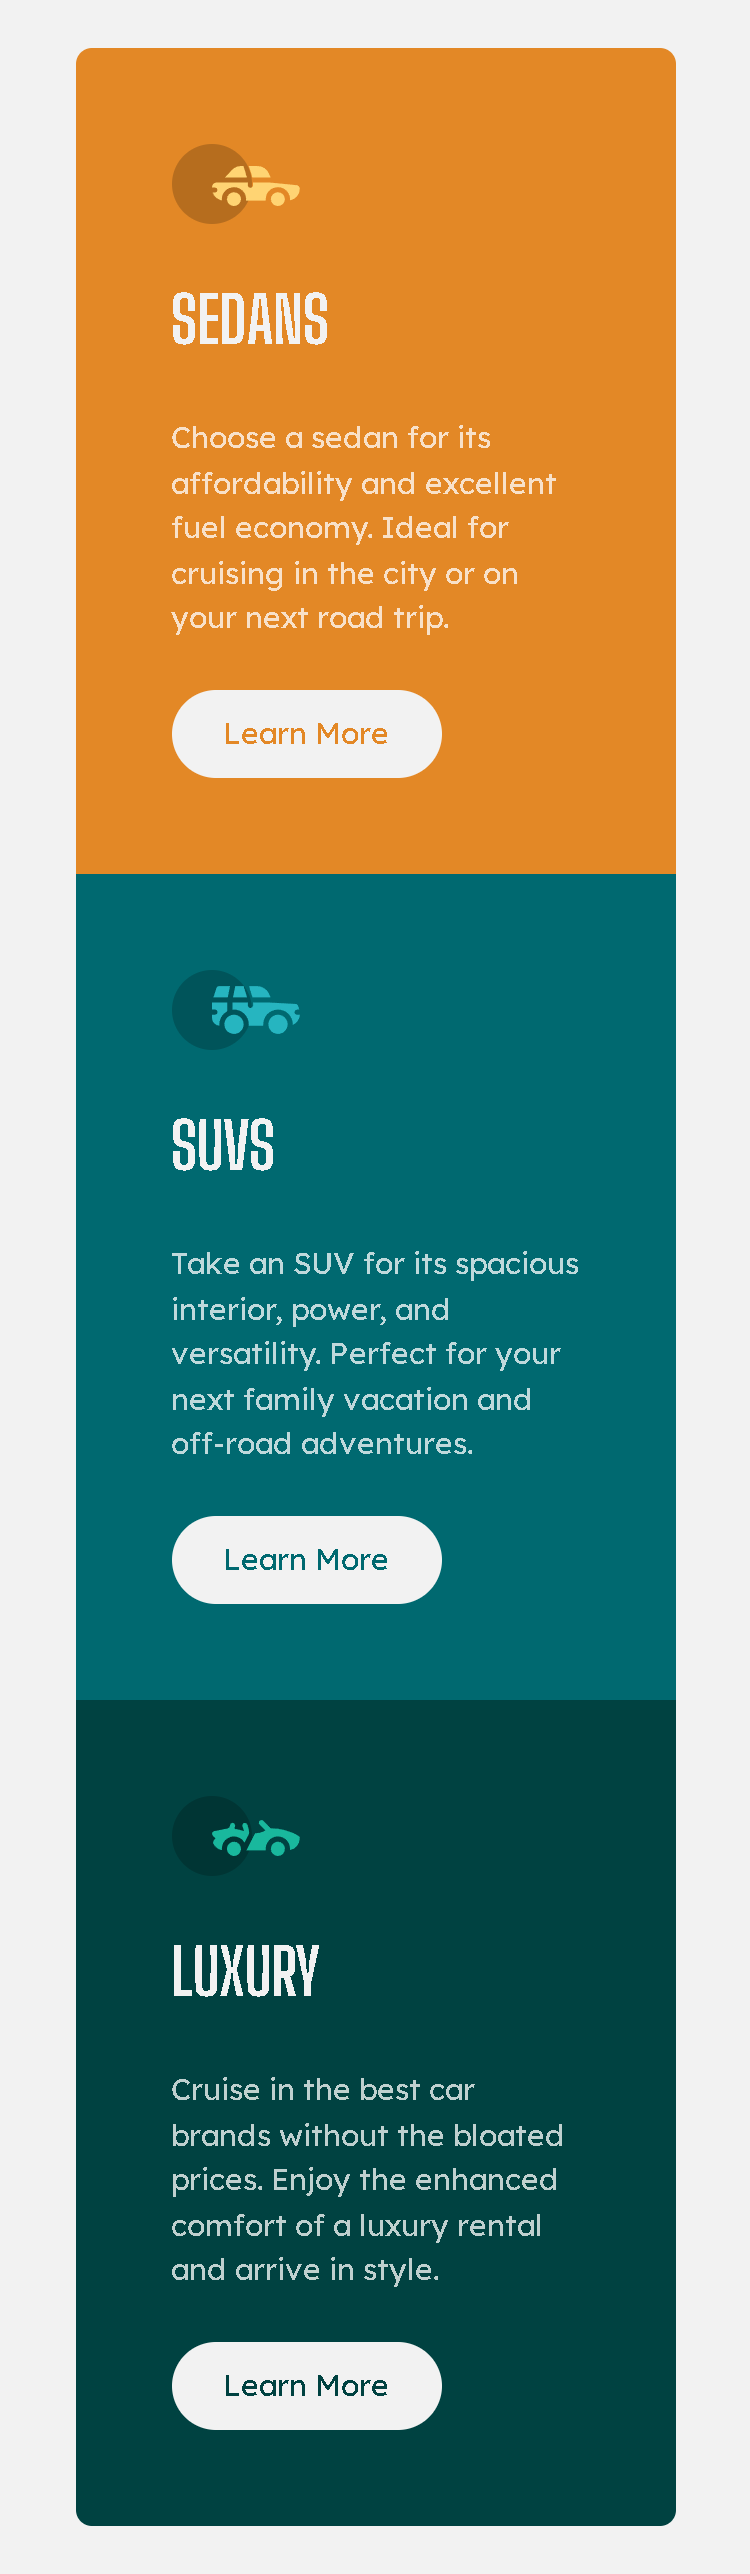 SEDANS
Choose a sedan for its
affordability and excellent
fuel economy. Ideal for
cruising in the city or on
your next road trip.
Learn More
SUVS
Take an SUV for its spacious
interior, power, and
versatility. Perfect for your
next family vacation and
off-road adventures.
Learn More
LUXURY
Cruise in the best car
brands without the bloated
prices. Enjoy the enhanced
comfort of a luxury rental
and arrive in style.
Learn More